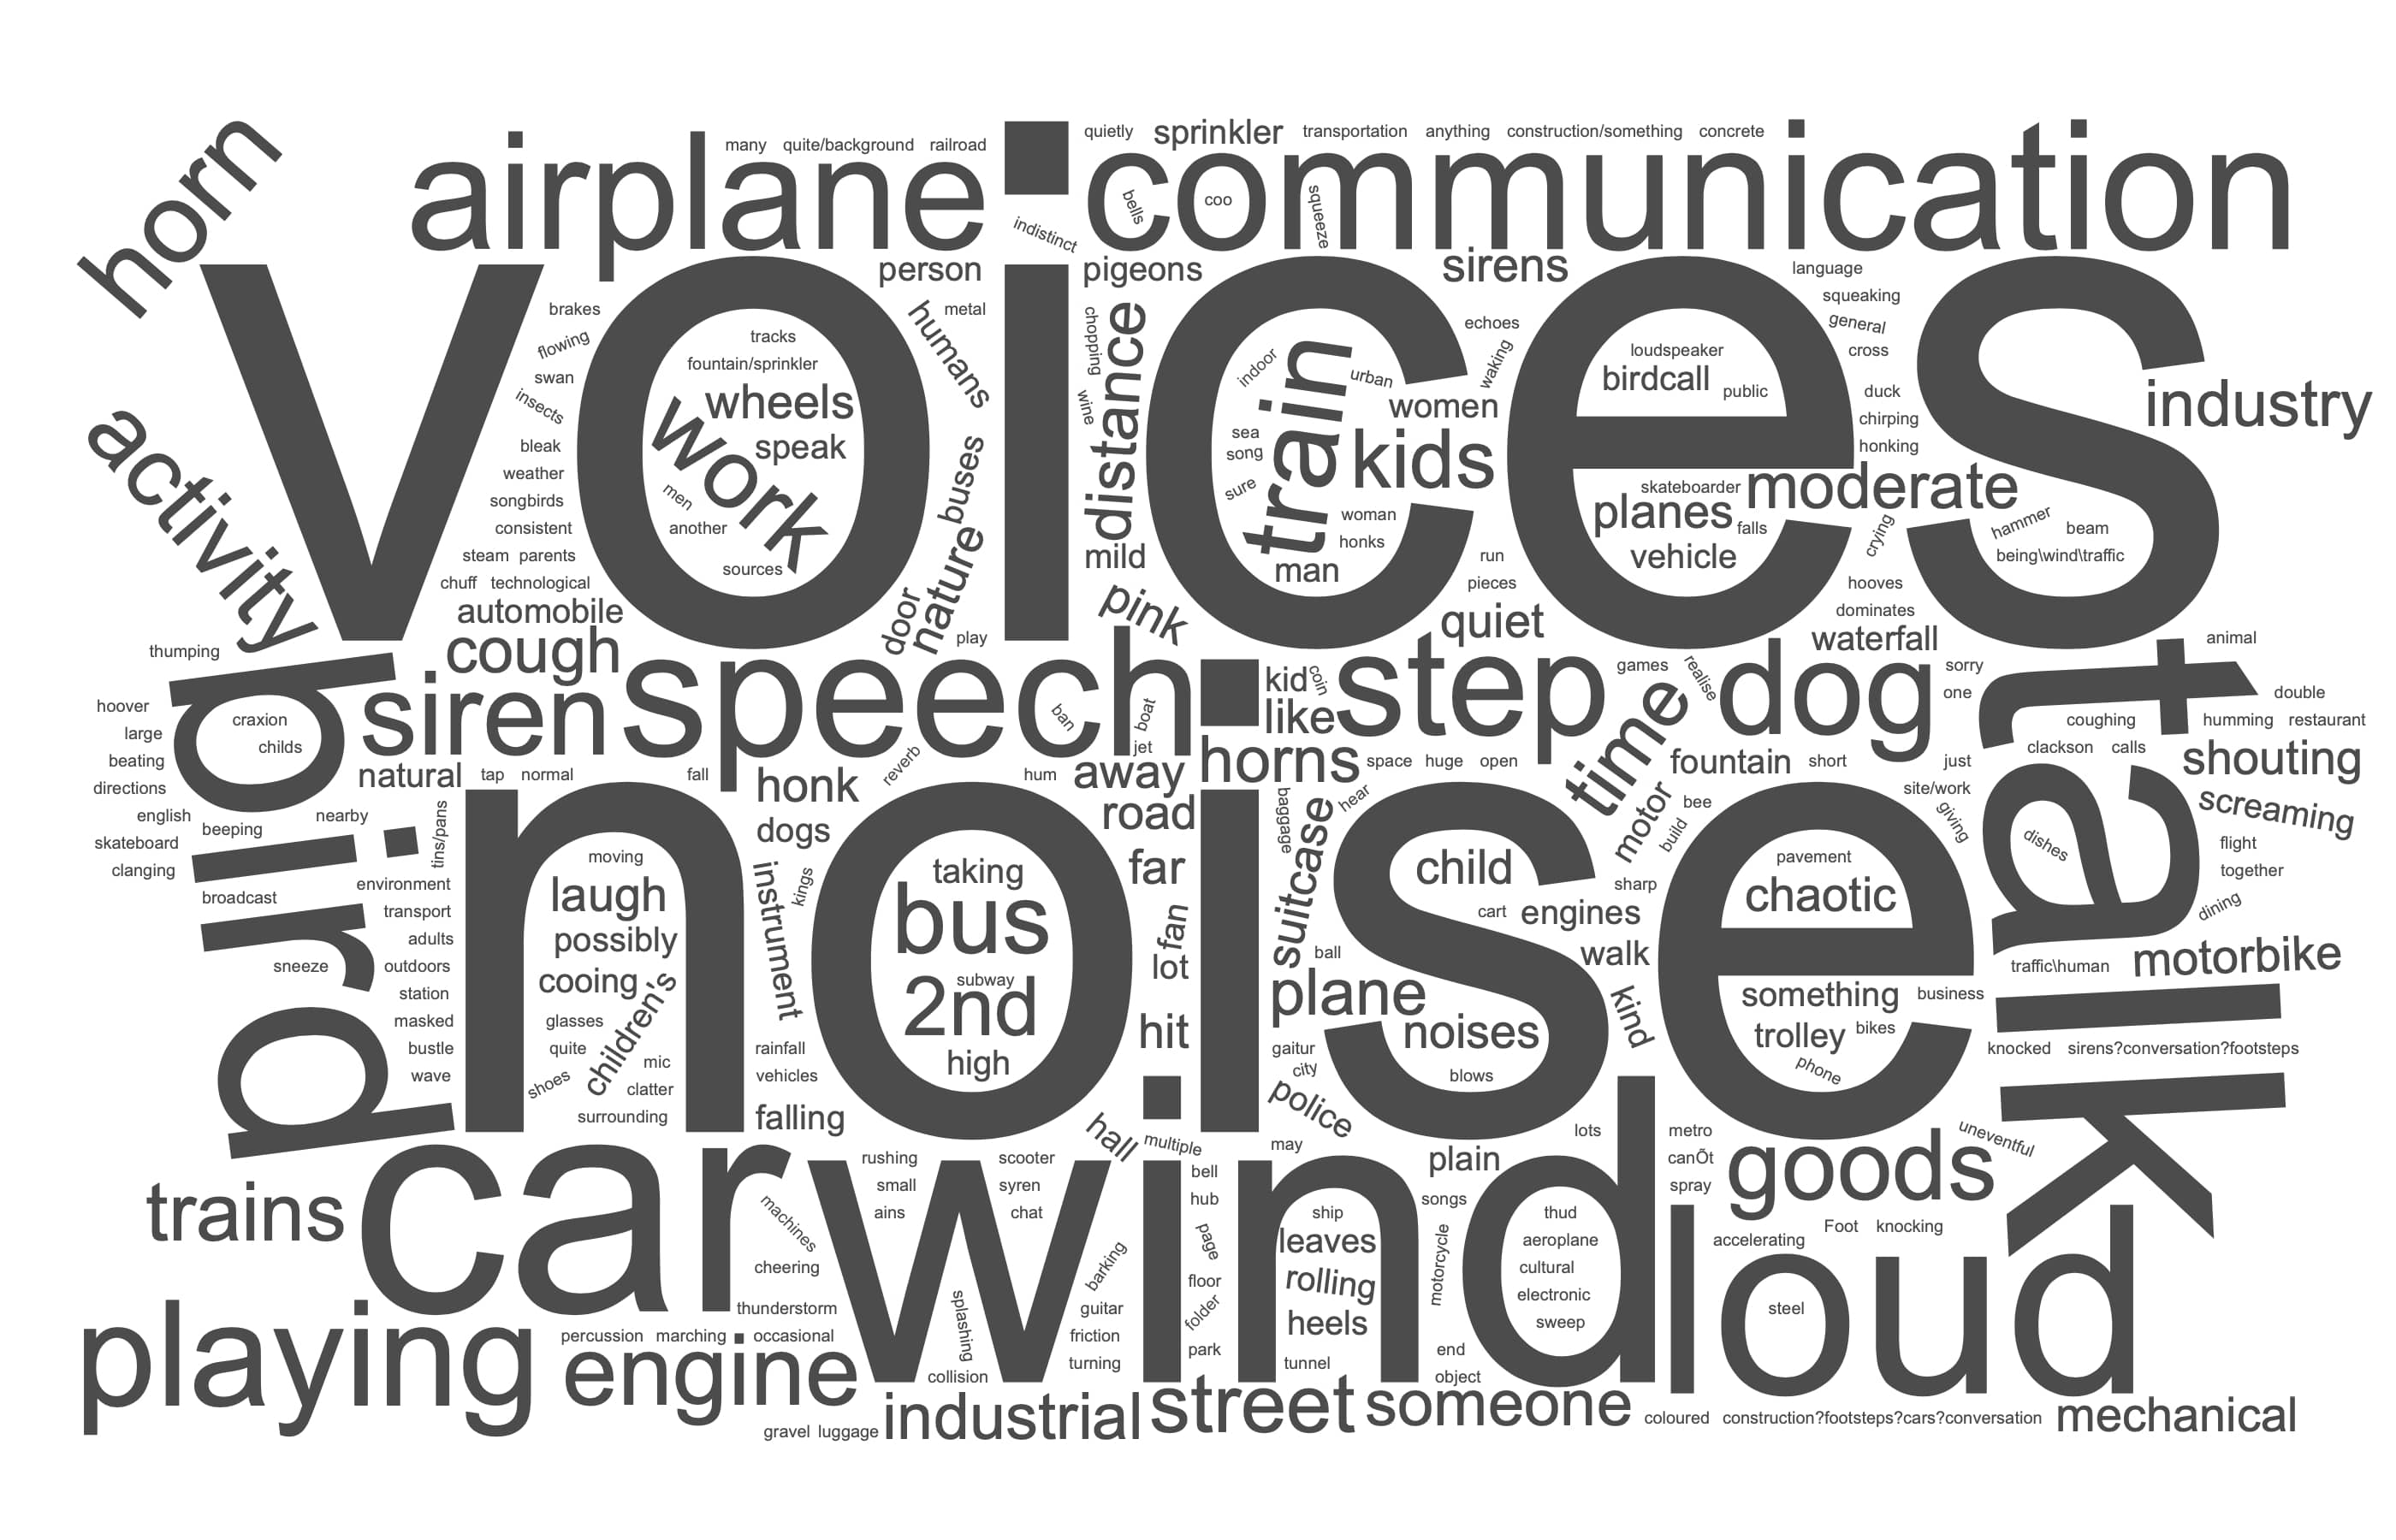 horn
airplane
many quite/background railroad
quietly sprinkler transportation anything construction/something concrete
communication
bells
coo
squeeze
indistinct
voices
person
pigeons
sirens
language
squeaking
general
cross
brakes
flowing
swan
insects
bleak
weather
songbirds
consistent
steam parents
chuff technological
automobile
cough
tracks
fountain/sprinkler
wheels
work
speak
men
another
sources
humans
metal
buses
nature
door
play
chopping
wine
distance
mild
pink
indoor
train
urban
sea
song
sure
woman
honks
man
echoes
waking
women
kids
run
pieces
quiet
loudspeaker
birdcall
public
skateboarder
moderate
planes
falls
vehicle
duck
chirping
honking
crying
hooves
dominates
waterfall
industry
hammer
beam
being\wind\traffic
activity
thumping
bird
hoover
large
beating
directions
english
skateboard
clanging
craxion
childs
beeping
nearby
broadcast
sneeze
siren
speech
ban
boat
jet
kid
coin
like
step
games
realise
time
dog
sorry
one
animal
talk
double
coughing
humming restaurant
clackson calls
shouting
screaming
flight
together
dishes
dining
natural
tap normal
fall
honk
reverb
hum
away
horns
space huge open
fountain
short
just
site/work
giving
road
dogs
baggage
hear
suitcase
motor
bee
build
tins/pans
environment
transport
adults
outdoors
station
masked
bustle
wave
noise
moving
laugh
possibly
cooing
children's
glasses
quite
mic
shoes
clatter
surrounding
instrument
kings
rainfall
vehicles
falling
taking
bus
subway
2nd
high
far
fan
lot
hit
ball
plane
gaitur
city
police
child
cart
engines
sharp
walk
noises
kind
blows
pavement
chaotic
something
business
trolley
bikes
phone
traffic\human
motorbike
knocked sirens?conversation?footsteps
trains
car
machines
cheering
thunderstorm
wind
rushing
small
ains
scooter
syren
chat
hall
multiple
bell
hub
page
floor
folder
park
may
ship
leaves
rolling
heels
tunnel
barking
splashing
guitar
friction
turning
collision
plain
songs
motorcycle
end
object
thud
aeroplane
cultural
electronic
sweep
lots
metro
canÕt
spray
goods
uneventful
Foot knocking
accelerating
loud
steel
playing
percussion marching occasional
engine
gravel luggage
industrial
street
someone
coloured construction?footsteps?cars?conversation
mechanical